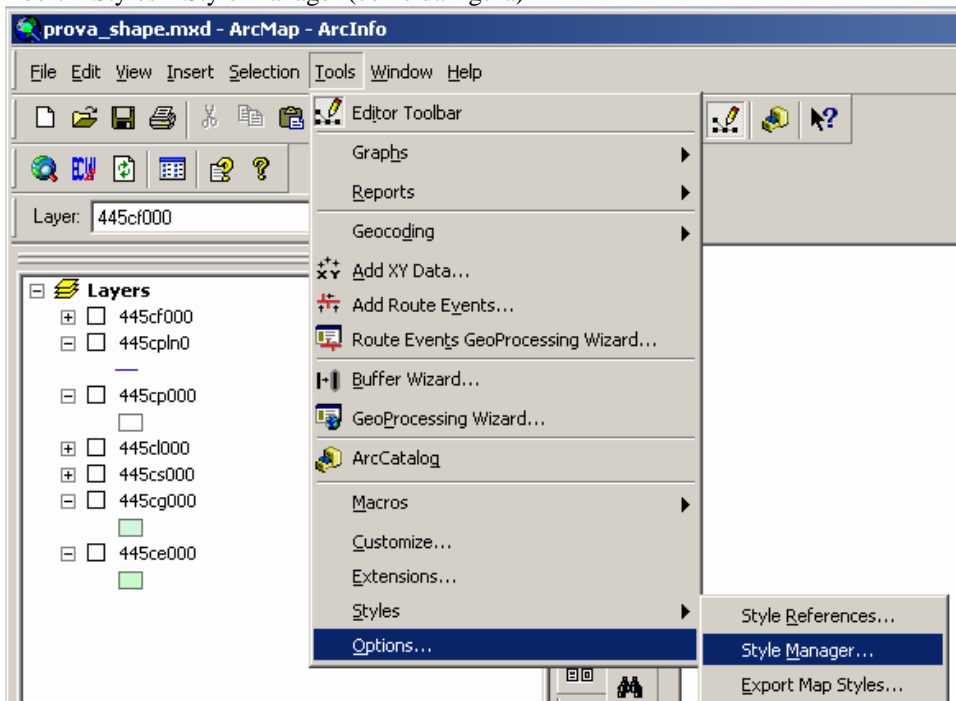 prova_shape.mxd - ArcMap - ArcInfo
File Edit View Insert Selection Tools Window Help
Editor Toolbar
Graphs
Reports
Layer: 445cf000
Geocoding
Add XY Data...
Layers
445cf000
Add Route Events...
445cpln0
Route Events GeoProcessing Wizard...
Buffer Wizard...
445cp000
GeoProcessing Wizard...
445cl000
ArcCatalog
445cs000
445cg000
Macros
Customize...
445ce000
Extensions...
Styles
Style References...
Options...
Style Manager...
Export Map Styles...